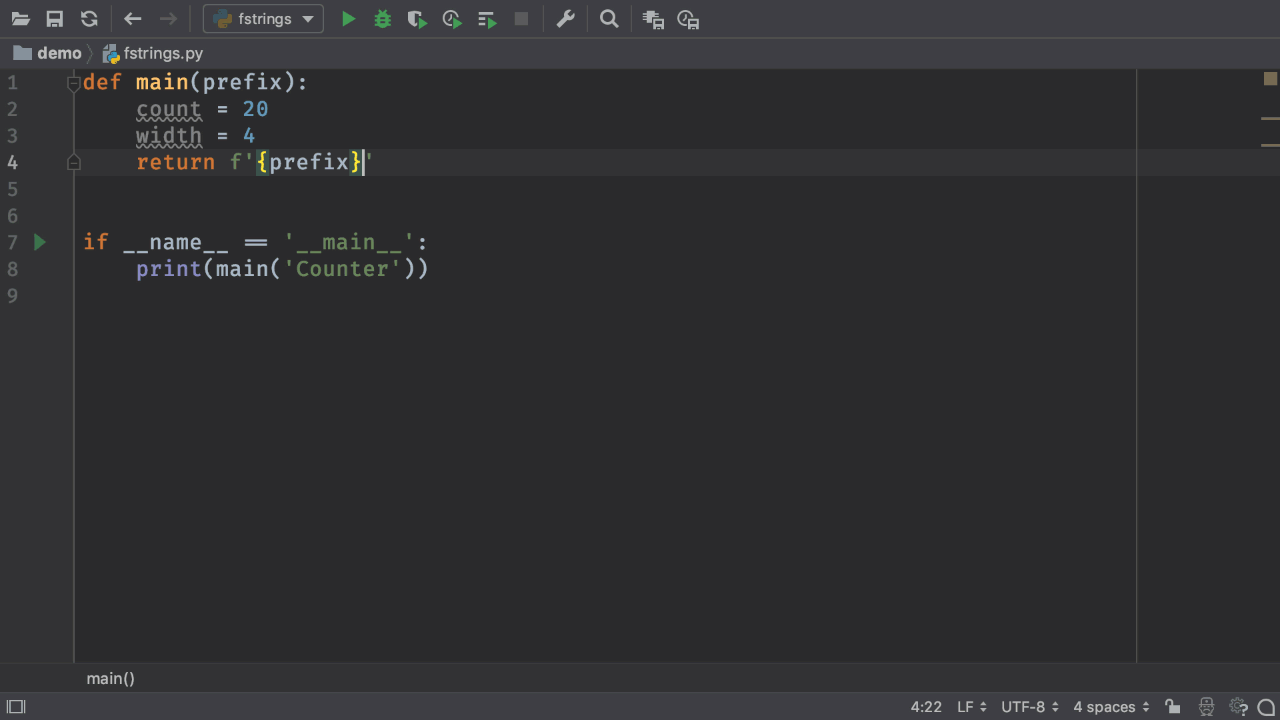 fstrings
demo fstrings.py
1 def main(prefix):
2 count = 20
3 width = 4
4 return f'{prefix}'
5
6
7 if __name__ == '__main__':
8 print(main('Counter'))
9
main()
4:22 LF UTF-8 4 spaces